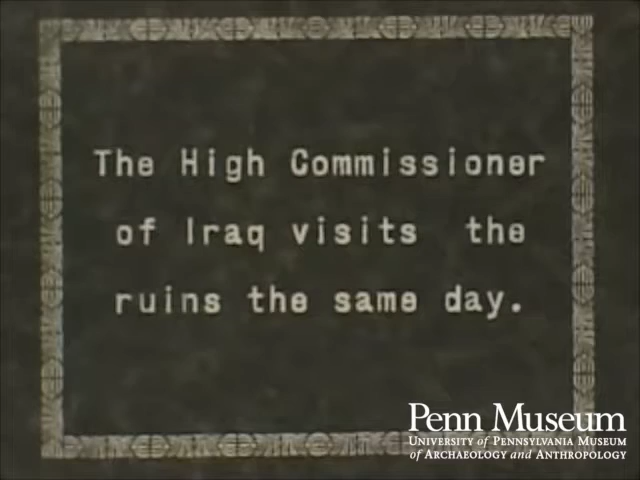 The High Commissioner
of Iraq visits the
ruins the same day.
Penn Museum
UNIVERSITY of PENNSYLVANIA MUSEUM
of ARCHAEOLOGY and ANTHROPOLOGY